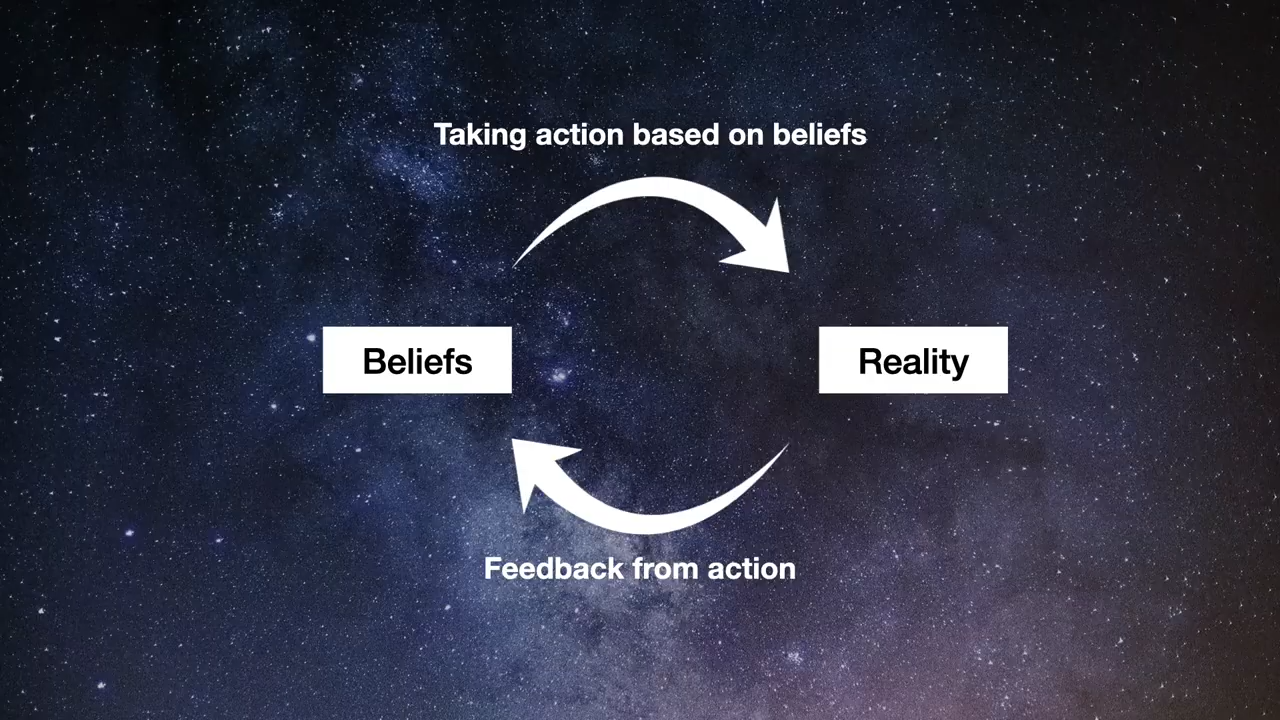 Taking action based on beliefs
Beliefs
Reality
Feedback from action